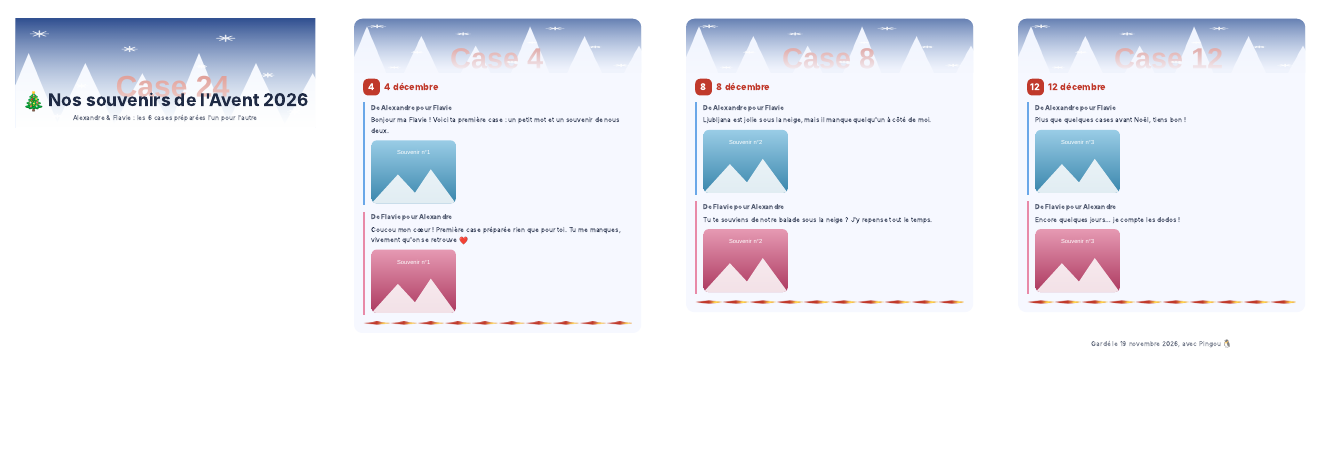 Case 24
🎄 Nos souvenirs de l'Avent 2026
Alexandre & Flavie : les 6 cases préparées l'un pour l'autre
Case 4
4 4 décembre
De Alexandre pour Flavie
Bonjour ma Flavie ! Voici ta première case : un petit mot et un souvenir de nous
deux.
Souvenir n°1
De Flavie pour Alexandre
Coucou mon cœur ! Première case préparée rien que pour toi. Tu me manques,
vivement qu'on se retrouve ❤️
Souvenir n°1
Case 8
8 8 décembre
De Alexandre pour Flavie
Ljubljana est jolie sous la neige, mais il manque quelqu'un à côté de moi.
Souvenir n°2
De Flavie pour Alexandre
Tu te souviens de notre balade sous la neige ? J'y repense tout le temps.
Souvenir n°2
Case 12
12 12 décembre
De Alexandre pour Flavie
Plus que quelques cases avant Noël, tiens bon !
Souvenir n°3
De Flavie pour Alexandre
Encore quelques jours... je compte les dodos !
Souvenir n°3
Gardé le 19 novembre 2026, avec Pingou 🐧